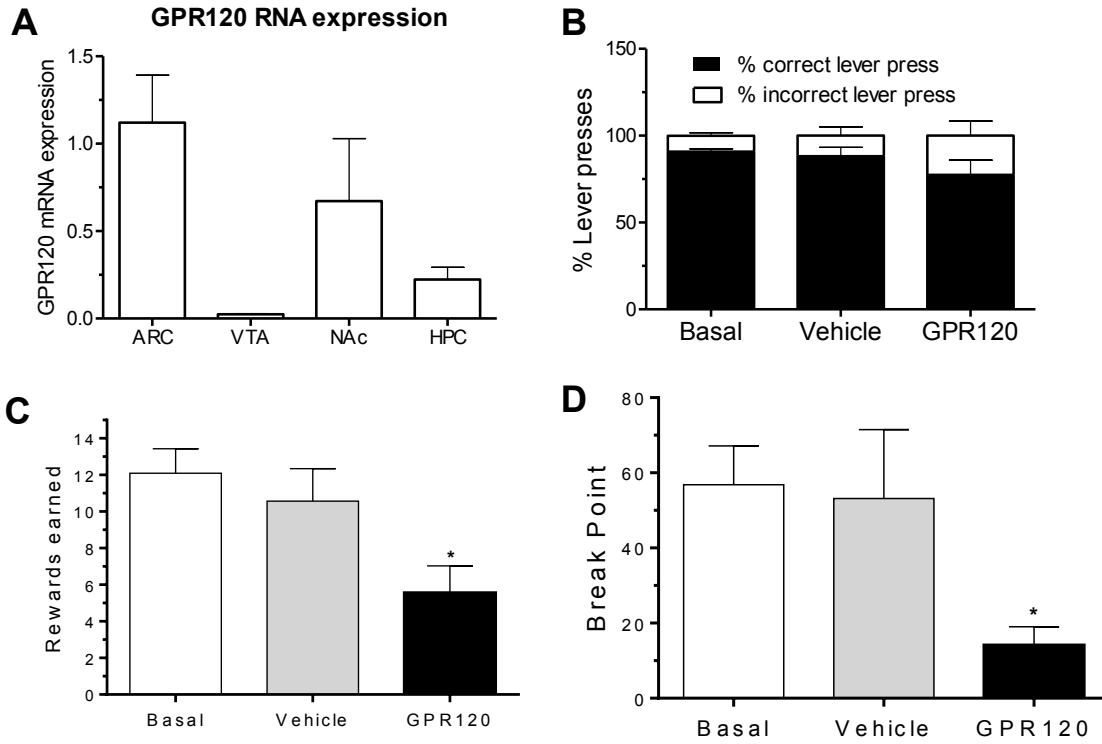 A
GPR120 RNA expression
GPR120 mRNA expression
1.5
1.0
0.5
0.0
ARC VTA NAc HPC
B
% correct lever press
% incorrect lever press
% Lever presses
150
100
50
0
Basal Vehicle GPR120
C
Rewards earned
14
12
10
8
6
4
2
0
*
Basal Vehicle GPR120
D
Break Point
80
60
40
20
0
*
Basal Vehicle GPR120